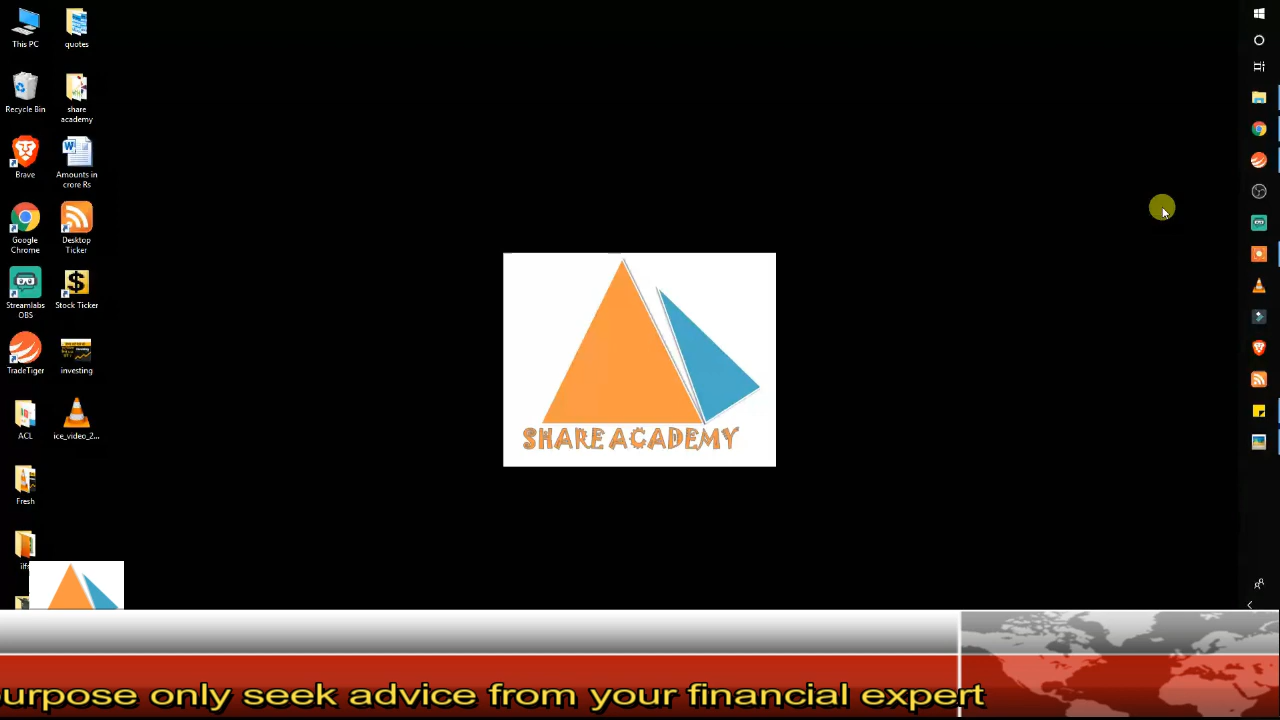 This PC
quotes
Recycle Bin
share
academy
Brave
Amounts in
crore Rs
Google
Chrome
Desktop
Ticker
Streamlabs
OBS
Stock Ticker
TradeTiger
investing
ACL
ice_video_2...
Fresh
SHARE ACADEMY
purpose only seek advice from your financial expert